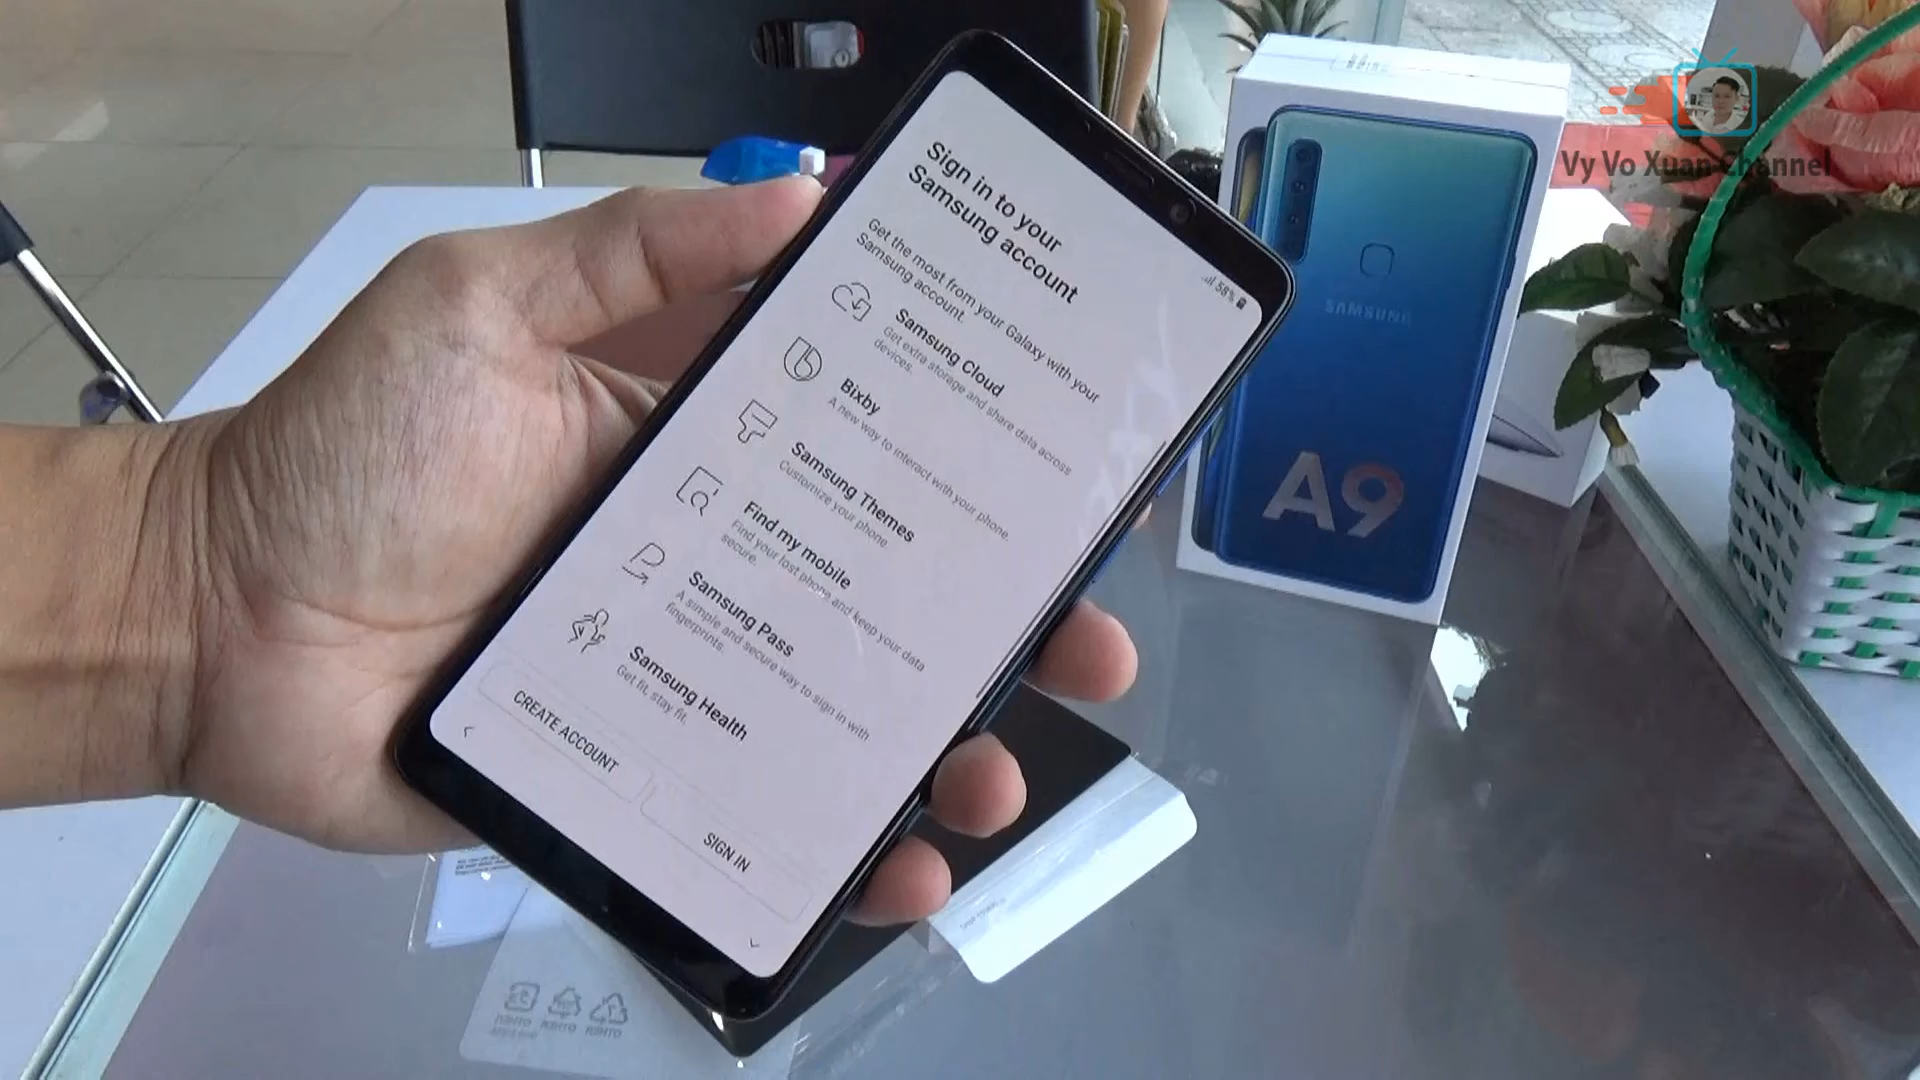 Sign in to your
Samsung account
Get the most from your Galaxy with your
Samsung account.
58%
Samsung Cloud
Get extra storage and share data across
devices.
Bixby
A new way to interact with your phone.
Samsung Themes
Customize your phone.
Find my mobile
Find your lost phone and keep your data
secure.
Samsung Pass
A simple and secure way to sign in with
fingerprints.
Samsung Health
Get fit, stay fit.
CREATE ACCOUNT
SIGN IN
SAMSUNG
A9
Vy Vo Xuan Channel